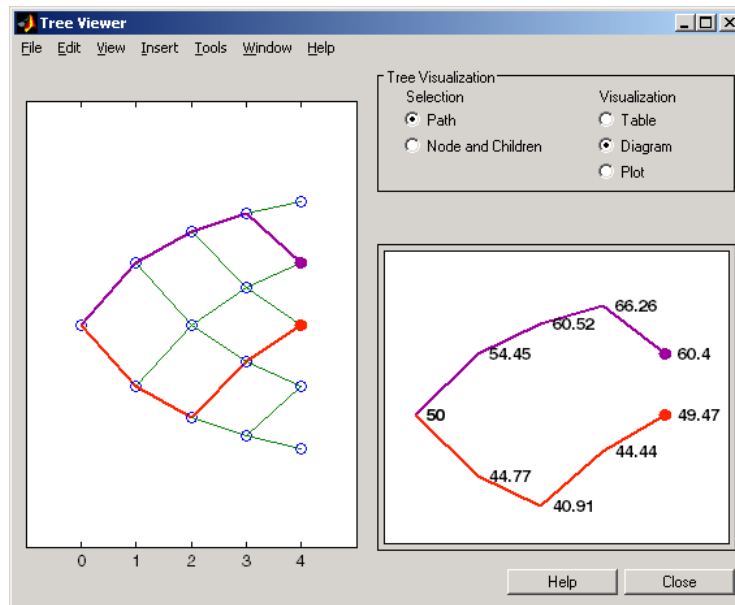 Tree Viewer
File Edit View Insert Tools Window Help
Tree Visualization
Selection
Path
Node and Children
Visualization
Table
Diagram
Plot
0 1 2 3 4
66.26
60.52
54.45
60.4
50
49.47
44.44
44.77
40.91
Help Close